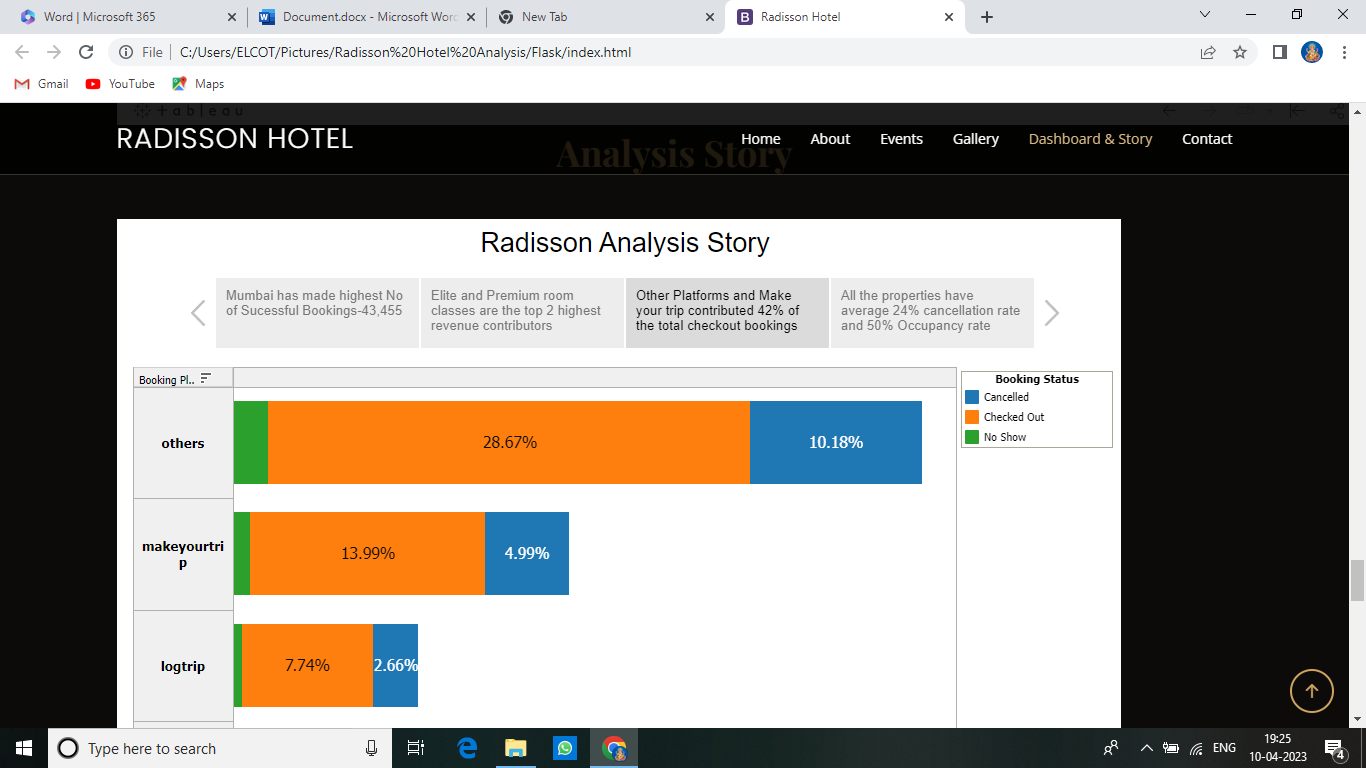 Word | Microsoft 365
Document.docx - Microsoft Word
New Tab
Radisson Hotel
File
C:/Users/ELCOT/Pictures/Radisson%20Hotel%20Analysis/Flask/index.html
Gmail
YouTube
Maps
+ a b | e a u
RADISSON HOTEL
Home
About
Events
Gallery
Dashboard & Story
Contact
Analysis Story
Radisson Analysis Story
Mumbai has made highest No
of Sucessful Bookings-43,455
Elite and Premium room
classes are the top 2 highest
revenue contributors
Other Platforms and Make
your trip contributed 42% of
the total checkout bookings
All the properties have
average 24% cancellation rate
and 50% Occupancy rate
Booking Pl..
Booking Status
Cancelled
Checked Out
No Show
others
28.67%
10.18%
makeyourtri
p
13.99%
4.99%
logtrip
7.74%
2.66%
Type here to search
ENG
19:25
10-04-2023
4